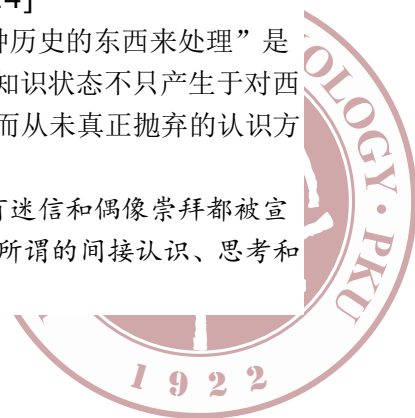 24]
种历史的东西来处理”是
知识状态不只产生于对西
而从未真正抛弃的认识方
有迷信和偶像崇拜都被宣
所谓的间接认识、思考和
OLOGY · PKU
1922